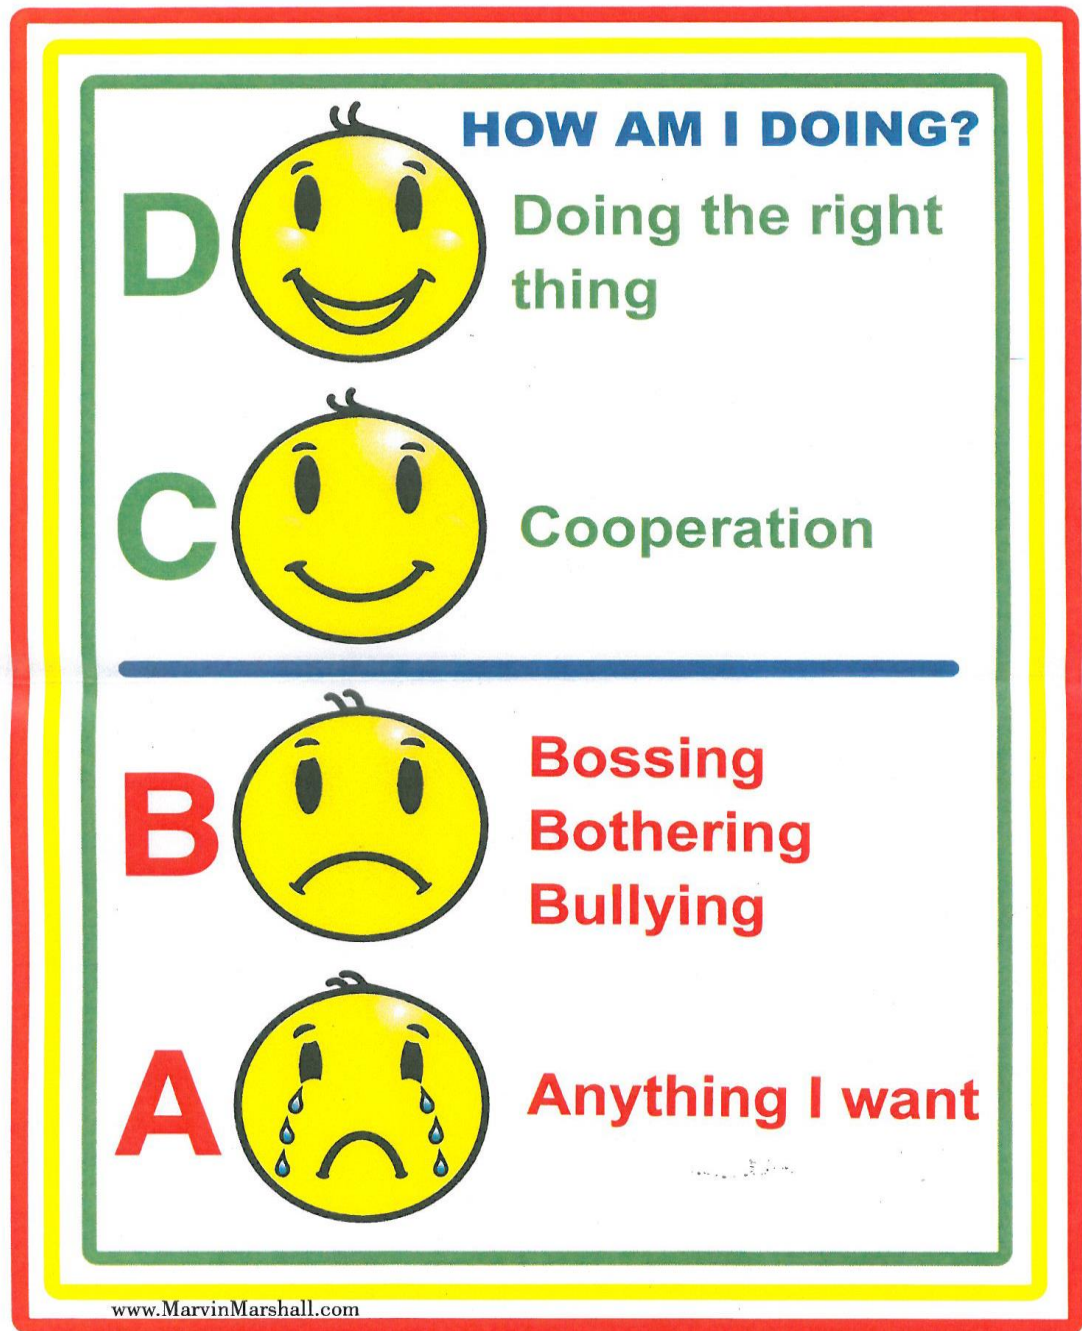 HOW AM I DOING?
D
Doing the right
thing
C
Cooperation
B
Bossing
Bothering
Bullying
A
Anything I want
www.MarvinMarshall.com